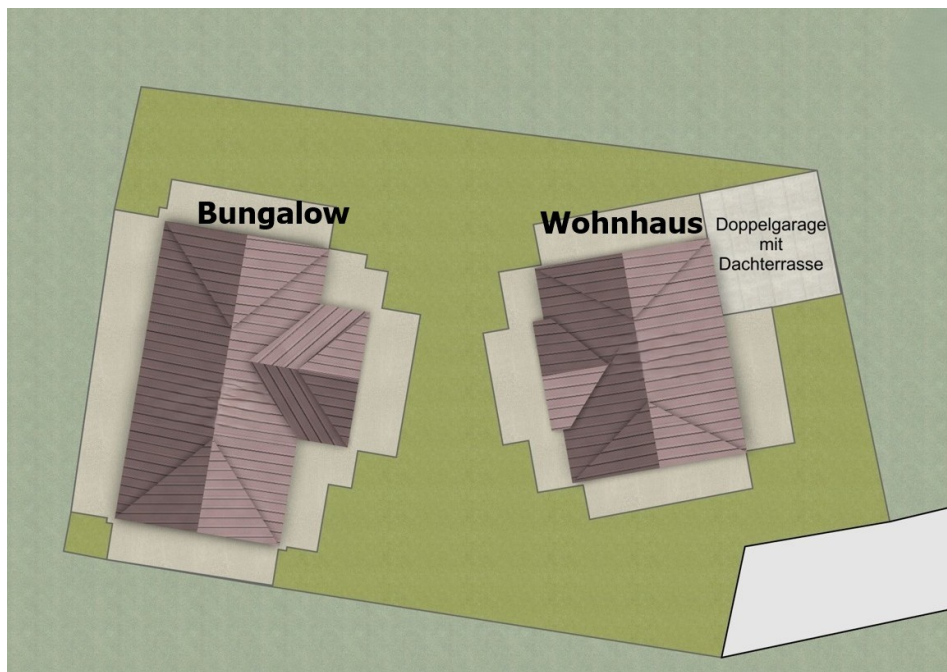 Bungalow
Wohnhaus
Doppelgarage
mit
Dachterrasse